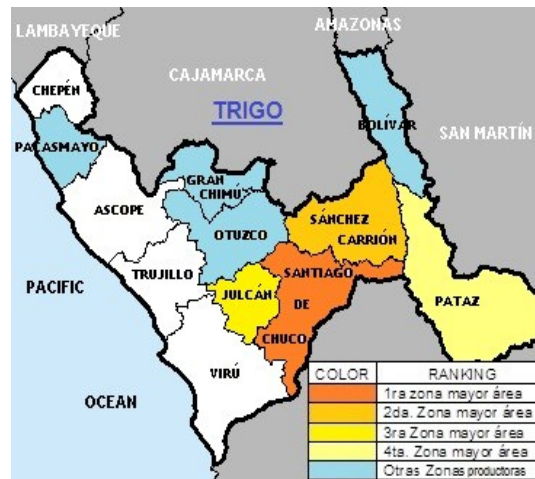 LAMBAYEQUE
AMAZONAS
CAJAMARCA
CHEPÉN
TRIGO
BOLÍVAR
SAN MARTÍN
PACASMAYO
GRAN
CHIMÚ
ASCOPE
SÁNCHEZ
CARRIÓN
OTUZCO
TRUJILLO
SANTIAGO
PACIFIC
JULCÁN
DE
PATAZ
CHUCO
VIRÚ
OCEAN
COLOR RANKING
1ra zona mayor área
2da. Zona mayor área
3ra Zona mayor área
4ta. Zona mayor área
Otras Zonas productoras